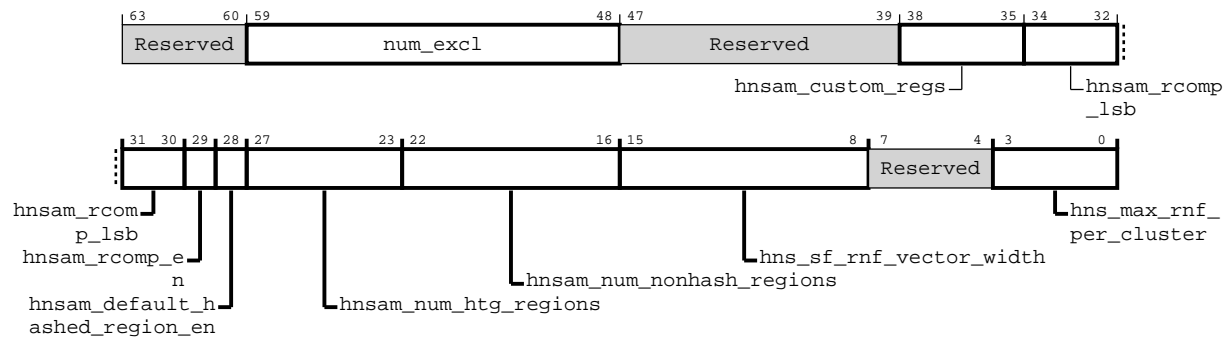 63 60 59 48 47 39 38 35 34 32
Reserved num_excl Reserved
hnsam_custom_regs hnsam_rcomp
_lsb
31 30 29 28 27 23 22 16 15 8 7 4 3 0
Reserved
hnsam_rcom
p_lsb
hns_max_rnf_
per_cluster
hnsam_rcomp_e
n
hns_sf_rnf_vector_width
hnsam_num_nonhash_regions
hnsam_default_h
ashed_region_en
hnsam_num_htg_regions